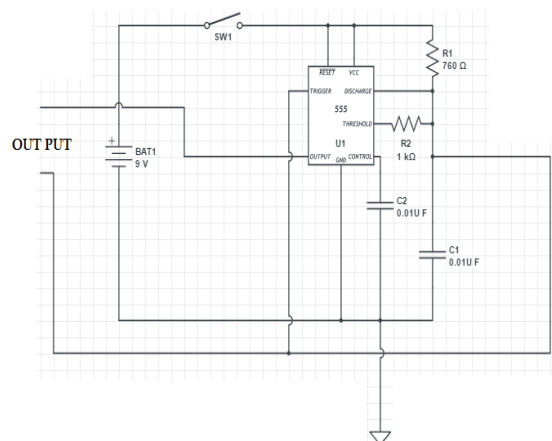 SW1
R1
760 Ω
RESET
VCC
TRIGGER
DISCHARGE
555
THRESHOLD
R2
1 kΩ
U1
OUTPUT
GND
CONTROL
OUT PUT
+
BAT1
9 V
C2
0.01U F
C1
0.01U F